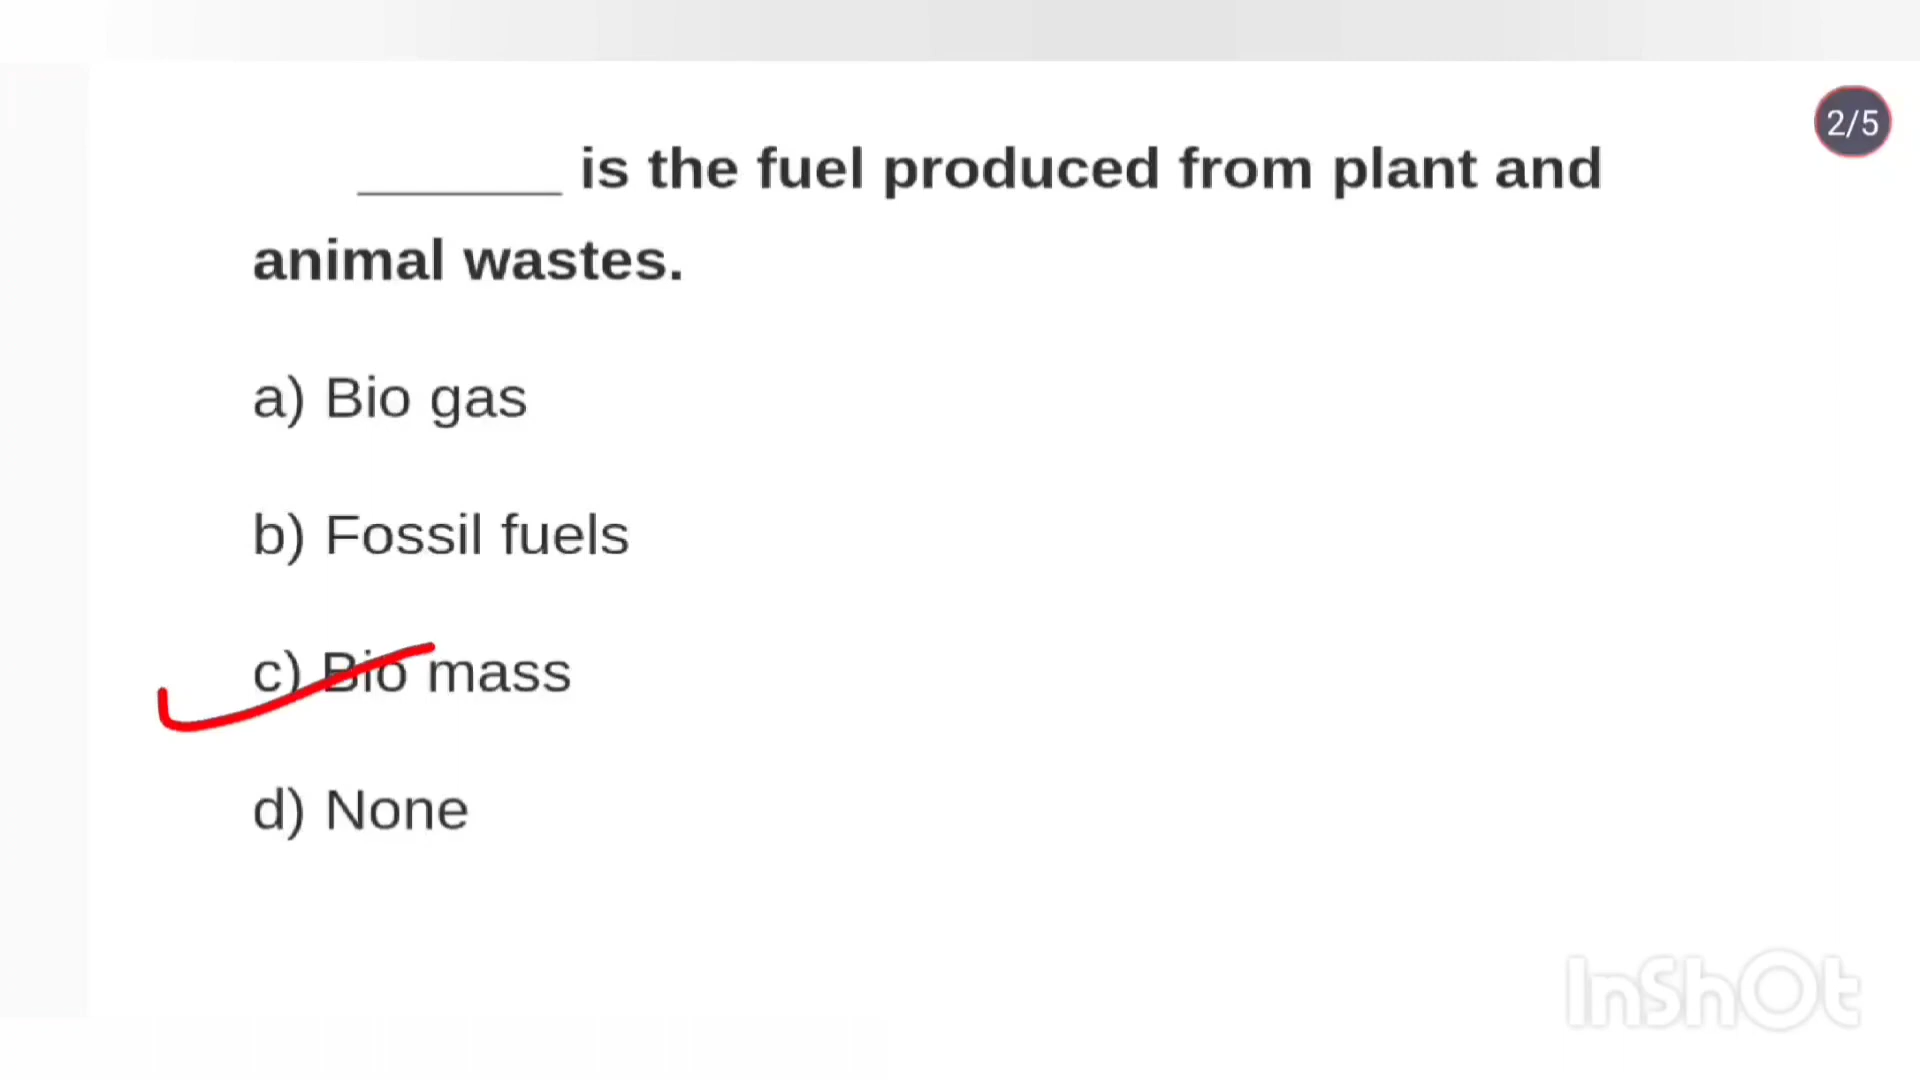 2/5
______ is the fuel produced from plant and
animal wastes.
a) Bio gas
b) Fossil fuels
c) Bio mass
d) None
InShOt